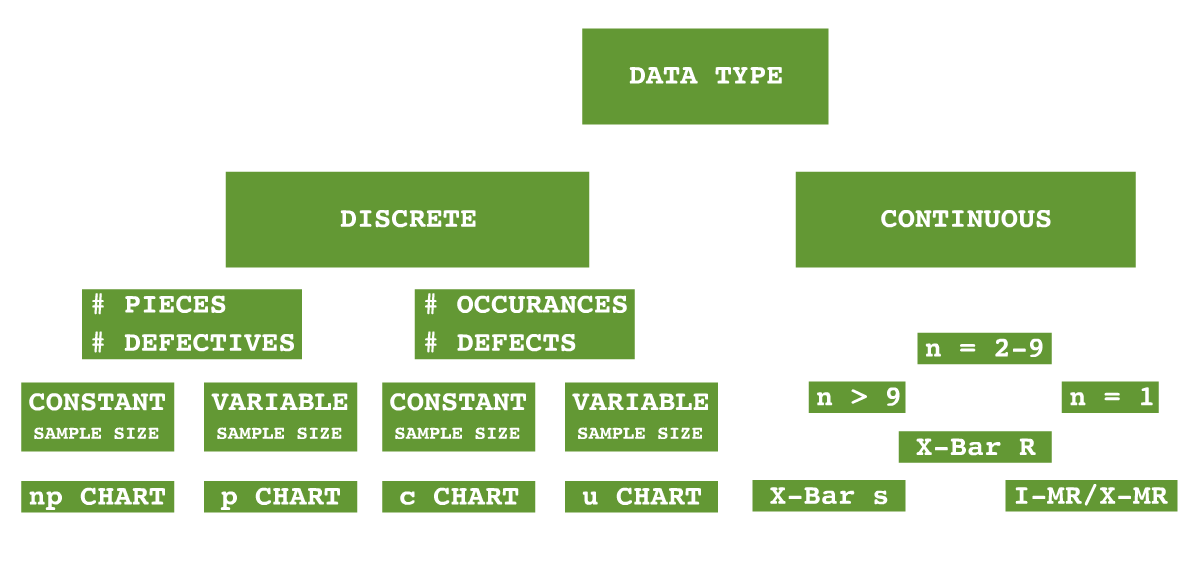 DATA TYPE
DISCRETE
CONTINUOUS
# PIECES
# DEFECTIVES
# OCCURANCES
# DEFECTS
n = 2-9
n > 9
n = 1
CONSTANT
SAMPLE SIZE
VARIABLE
SAMPLE SIZE
CONSTANT
SAMPLE SIZE
VARIABLE
SAMPLE SIZE
X-Bar R
np CHART
p CHART
c CHART
u CHART
X-Bar s
I-MR/X-MR